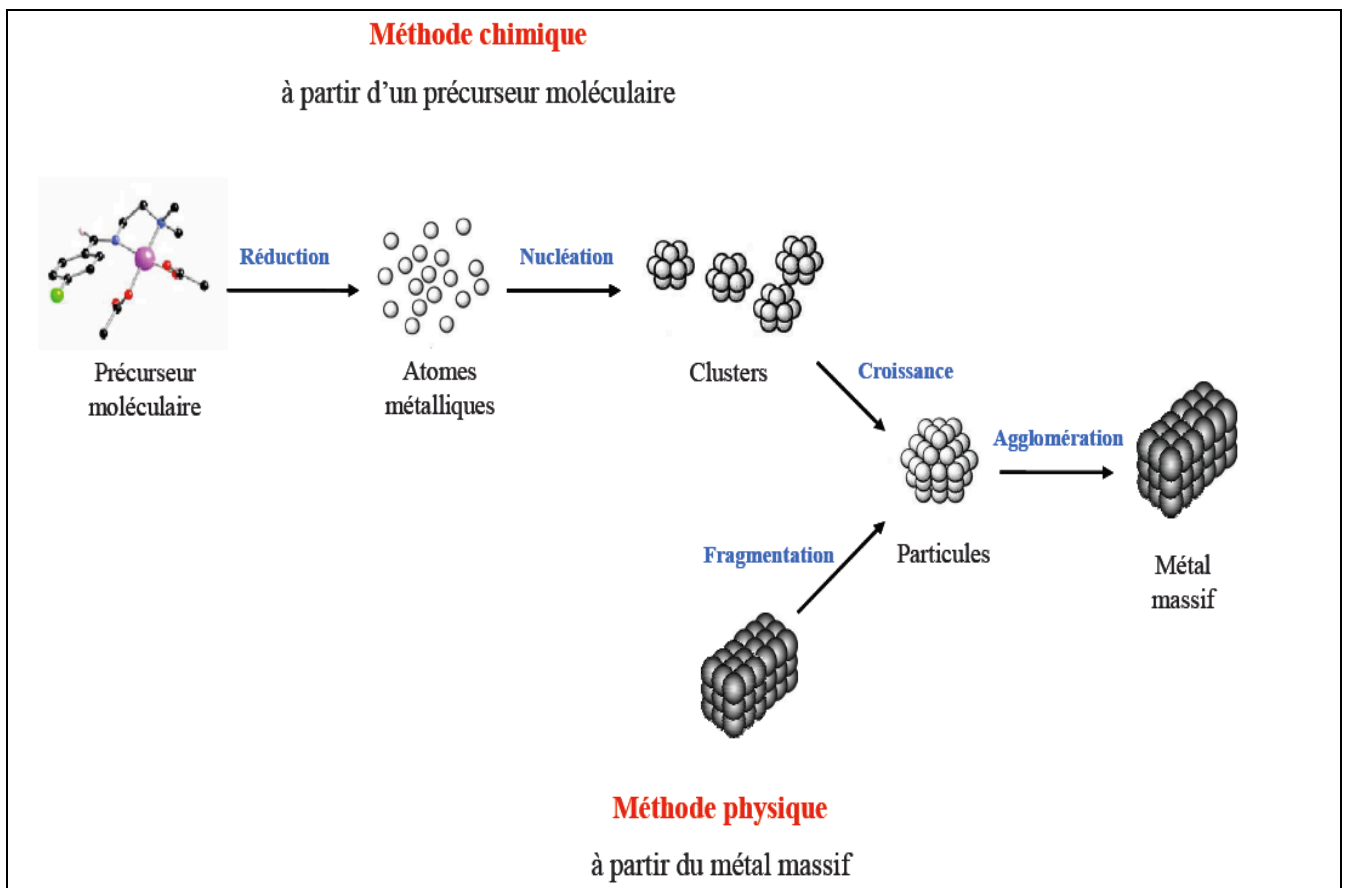 Méthode chimique
à partir d’un précurseur moléculaire
Réduction
Nucléation
Précurseur
moléculaire
Atomes
métalliques
Clusters
Croissance
Agglomération
Fragmentation
Particules
Métal
massif
Méthode physique
à partir du métal massif